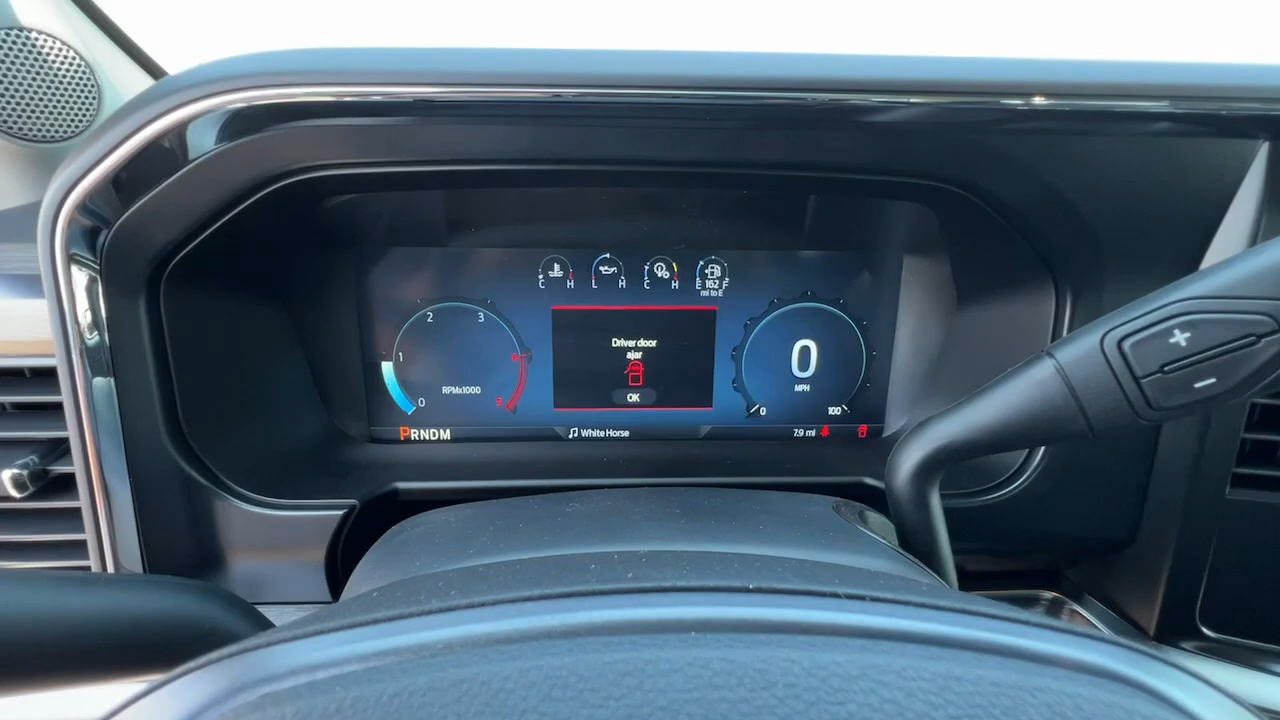 C H L H C H E 162 F
mi to E
2 3
1
RPMx1000
0
Driver door
ajar
OK
0
MPH
0 100
PRNDM
White Horse
7.9 mi
+
−